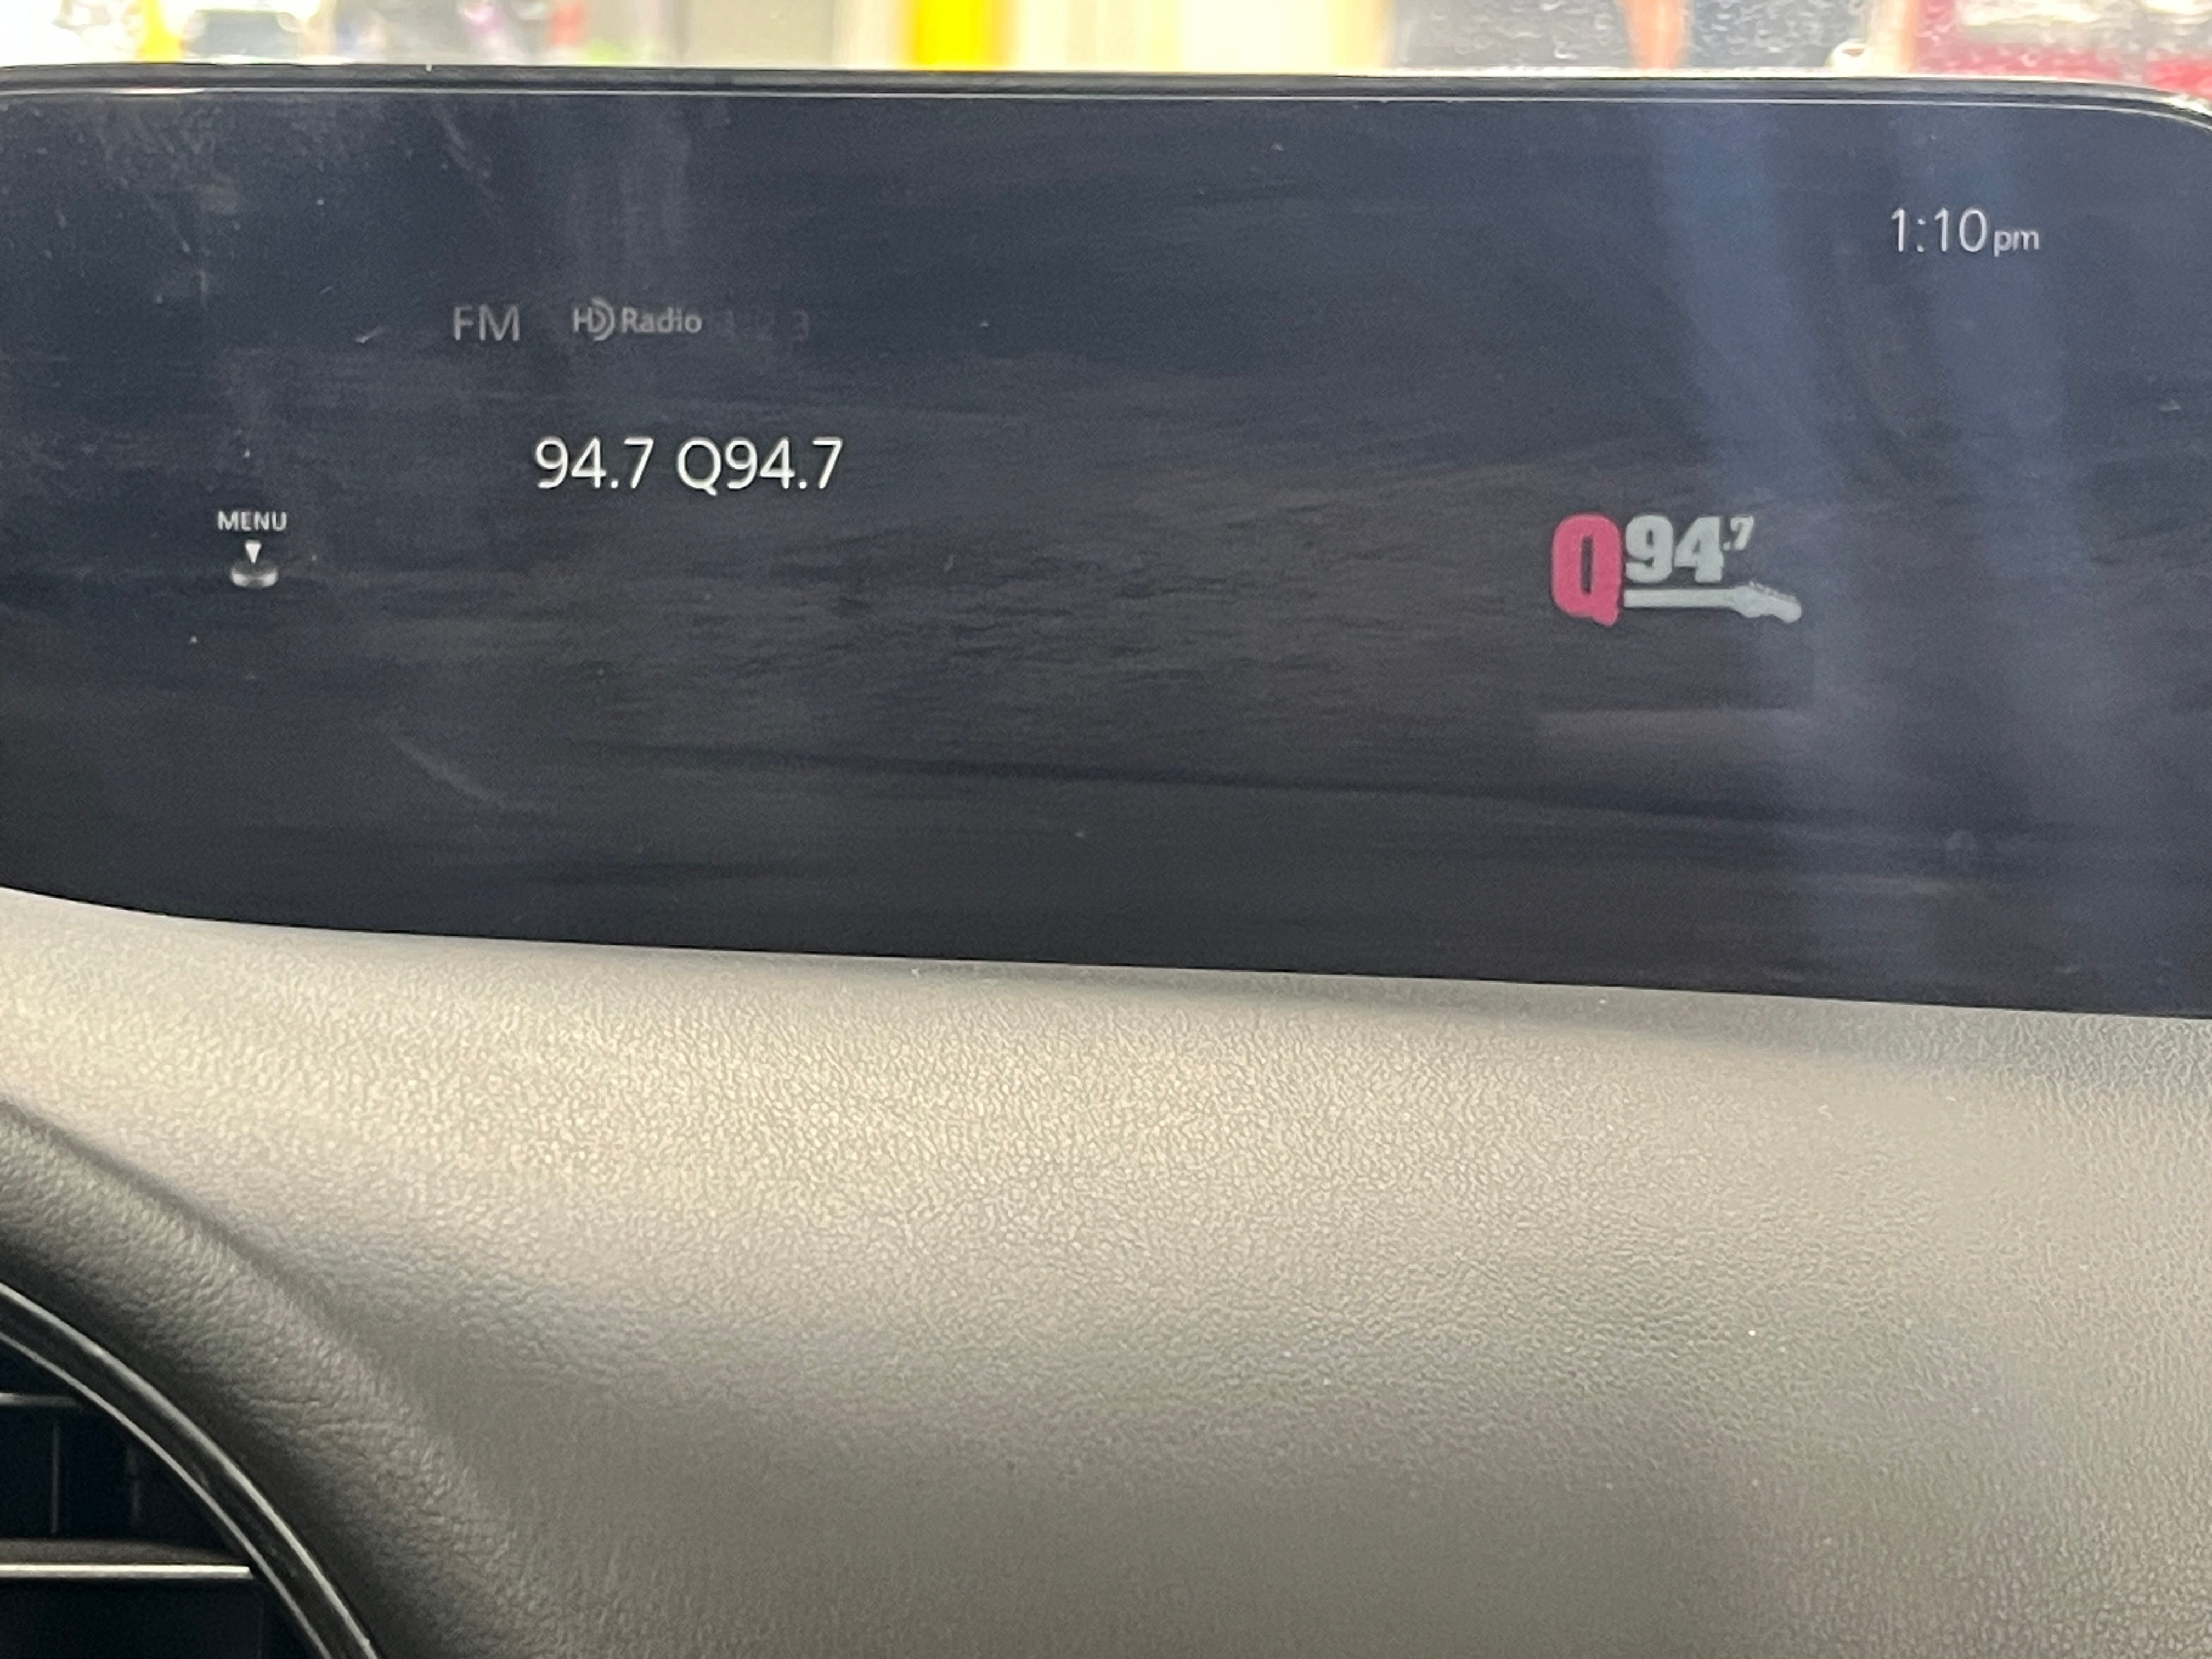 1:10pm
FM HD Radio
94.7 Q94.7
MENU
Q94.7